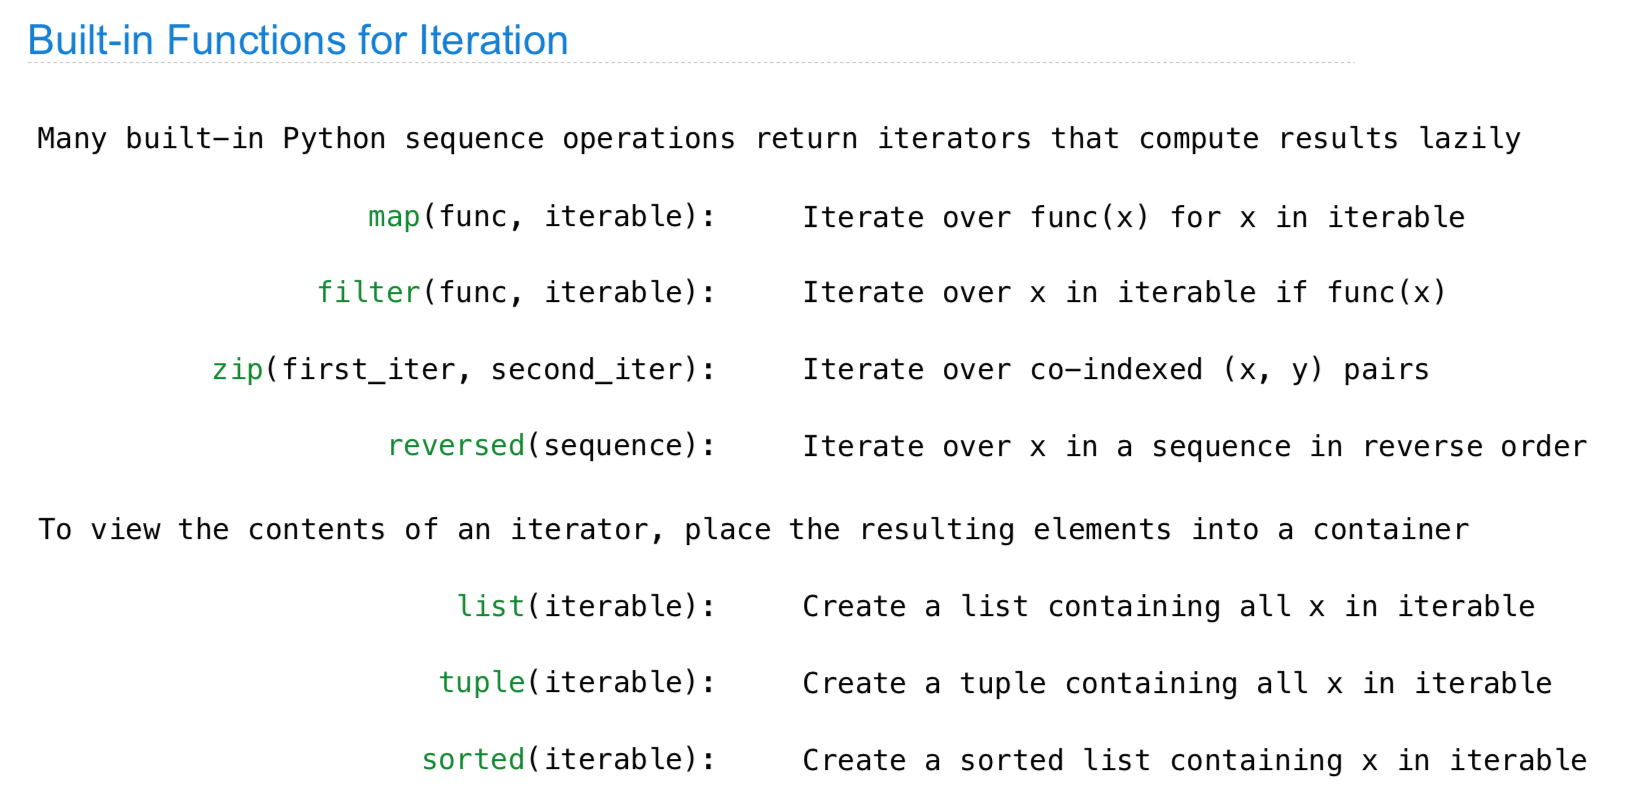 Built-in Functions for Iteration
Many built-in Python sequence operations return iterators that compute results lazily
map(func, iterable): Iterate over func(x) for x in iterable
filter(func, iterable): Iterate over x in iterable if func(x)
zip(first_iter, second_iter): Iterate over co-indexed (x, y) pairs
reversed(sequence): Iterate over x in a sequence in reverse order
To view the contents of an iterator, place the resulting elements into a container
list(iterable): Create a list containing all x in iterable
tuple(iterable): Create a tuple containing all x in iterable
sorted(iterable): Create a sorted list containing x in iterable